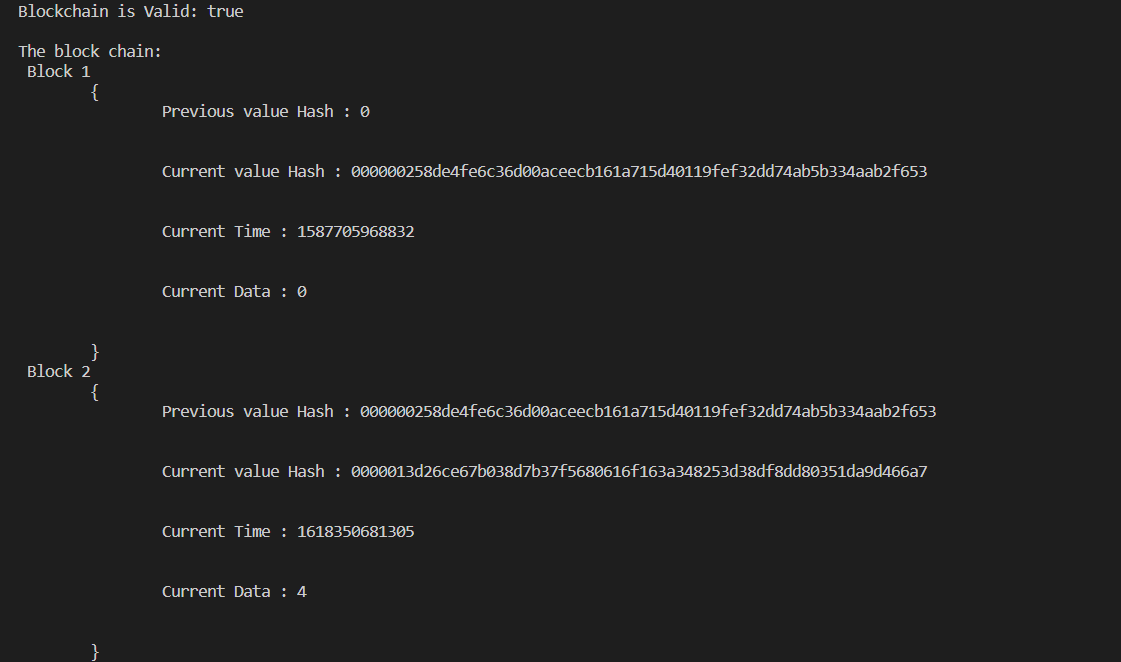 Blockchain is Valid: true
The block chain:
Block 1
{
Previous value Hash : 0
Current value Hash : 000000258de4fe6c36d00aceecb161a715d40119fef32dd74ab5b334aab2f653
Current Time : 1587705968832
Current Data : 0
}
Block 2
{
Previous value Hash : 000000258de4fe6c36d00aceecb161a715d40119fef32dd74ab5b334aab2f653
Current value Hash : 0000013d26ce67b038d7b37f5680616f163a348253d38df8dd80351da9d466a7
Current Time : 1618350681305
Current Data : 4
}